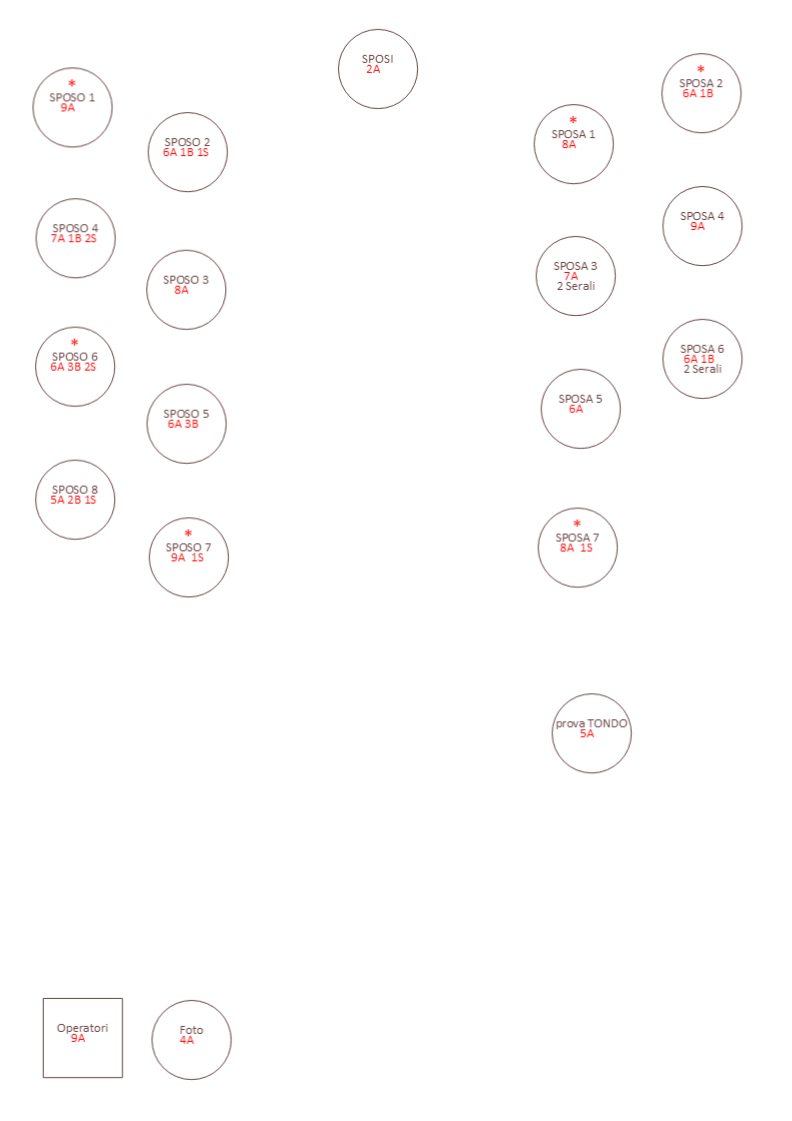 SPOSI
2A
*
SPOSO 1
9A
SPOSO 2
6A 1B 1S
*
SPOSA 1
8A
*
SPOSA 2
6A 1B
SPOSO 4
7A 1B 2S
SPOSO 3
8A
SPOSA 3
7A
2 Serali
SPOSA 4
9A
*
SPOSO 6
6A 3B 2S
SPOSO 5
6A 3B
SPOSA 5
6A
SPOSA 6
6A 1B
2 Serali
SPOSO 8
5A 2B 1S
*
SPOSO 7
9A 1S
*
SPOSA 7
8A 1S
prova TONDO
5A
Operatori
9A
Foto
4A